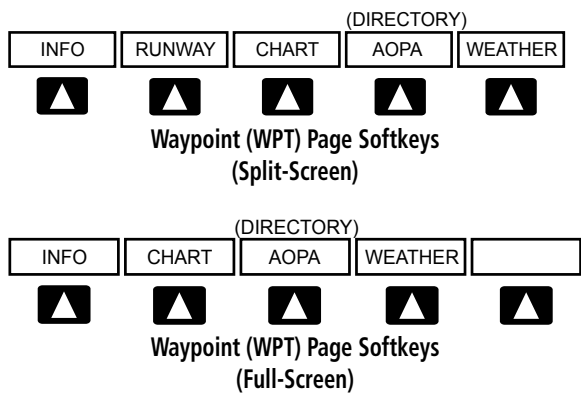 (DIRECTORY)
INFO RUNWAY CHART AOPA WEATHER
Waypoint (WPT) Page Softkeys
(Split-Screen)
(DIRECTORY)
INFO CHART AOPA WEATHER
Waypoint (WPT) Page Softkeys
(Full-Screen)